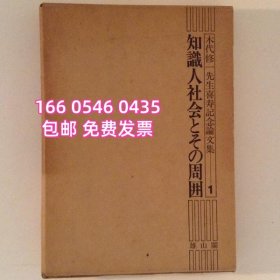 木代修一先生喜寿記念論文集 1
知識人社会とその周囲
雄山閣
166 0546 0435
包邮 免费发票